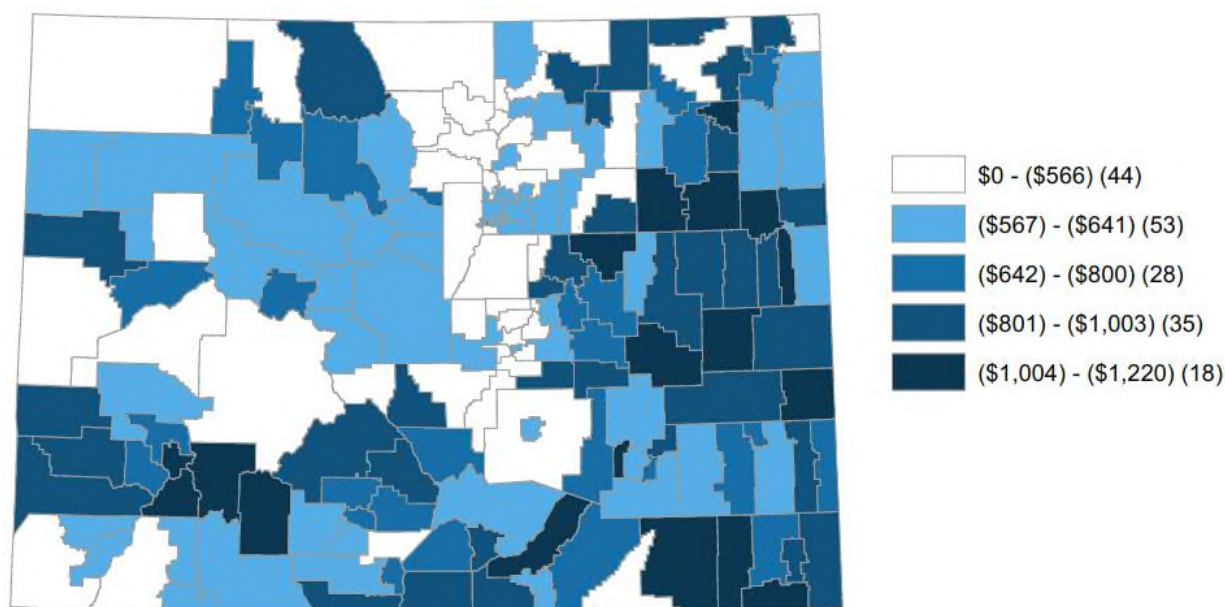 $0 - ($566) (44)
($567) - ($641) (53)
($642) - ($800) (28)
($801) - ($1,003) (35)
($1,004) - ($1,220) (18)